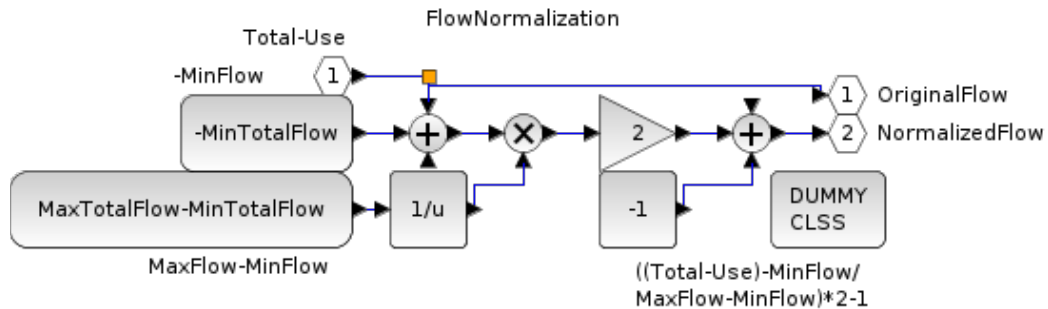 FlowNormalization
Total-Use
-MinFlow
1
1
OriginalFlow
-MinTotalFlow
+
×
2
+
2
NormalizedFlow
MaxTotalFlow-MinTotalFlow
1/u
-1
DUMMY
CLSS
MaxFlow-MinFlow
((Total-Use)-MinFlow/
MaxFlow-MinFlow)*2-1